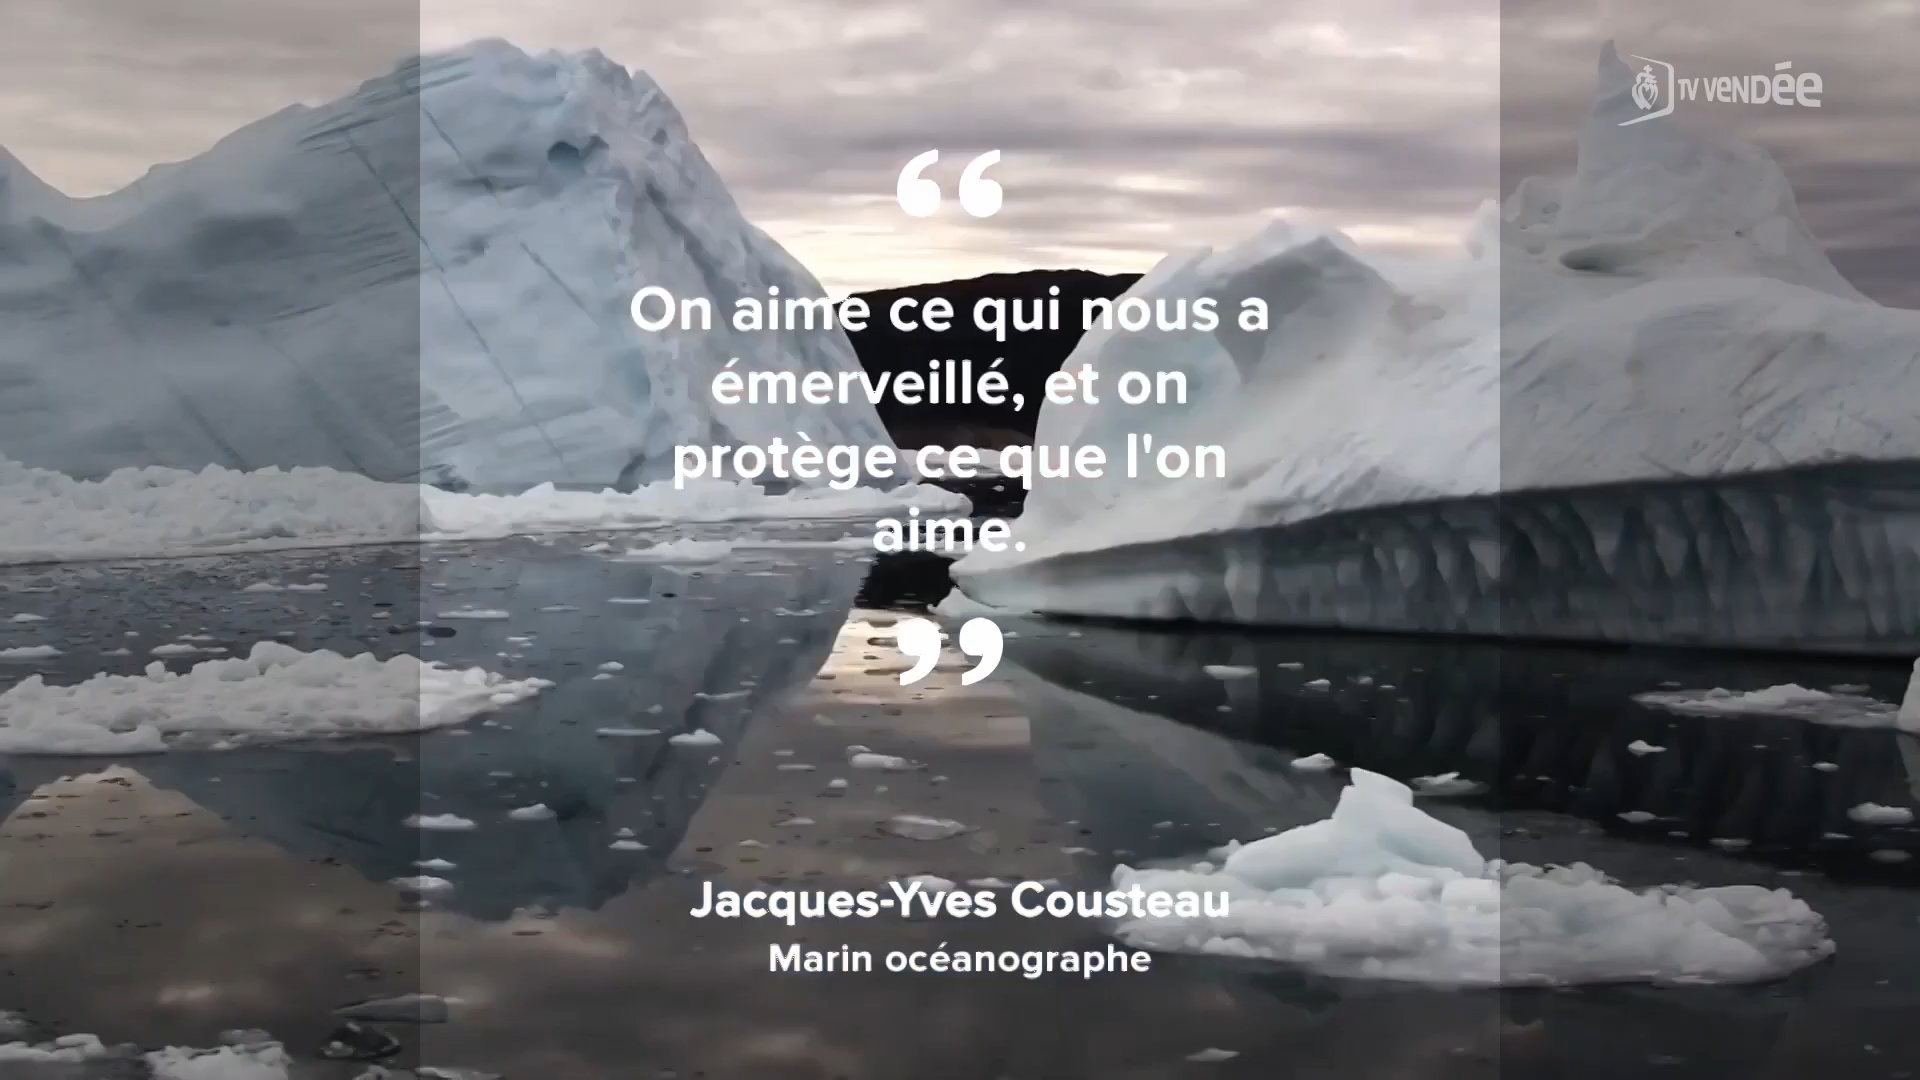 TV VENDÉE
“
On aime ce qui nous a
émerveillé, et on
protège ce que l'on
aime.
”
Jacques-Yves Cousteau
Marin océanographe